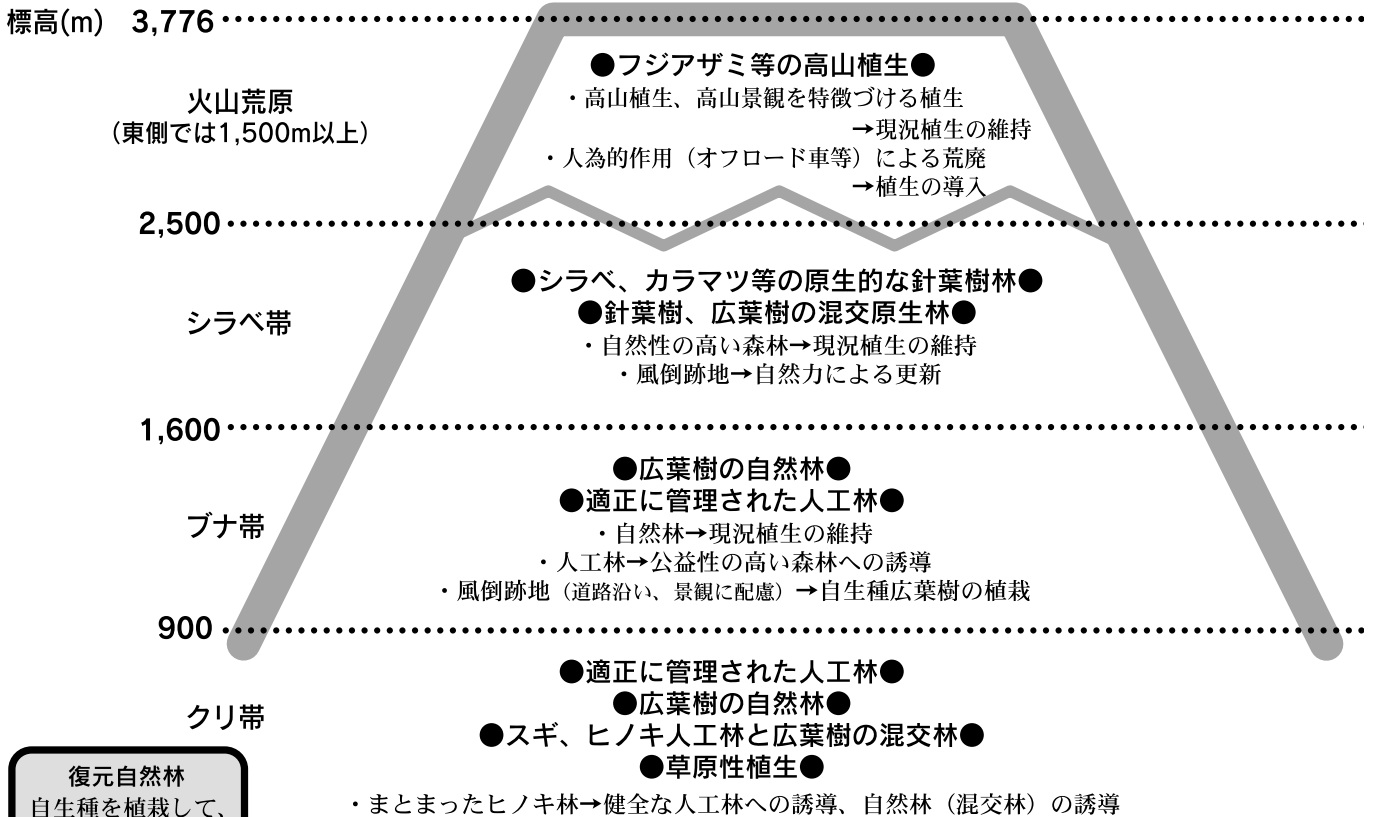 標高(m) 3,776
●フジアザミ等の高山植生●
火山荒原
（東側では1,500m以上）
・高山植生、高山景観を特徴づける植生
→現況植生の維持
・人為的作用（オフロード車等）による荒廃
→植生の導入
2,500
●シラベ、カラマツ等の原生的な針葉樹林●
●針葉樹、広葉樹の混交原生林●
シラベ帯
・自然性の高い森林→現況植生の維持
・風倒跡地→自然力による更新
1,600
●広葉樹の自然林●
●適正に管理された人工林●
ブナ帯
・自然林→現況植生の維持
・人工林→公益性の高い森林への誘導
・風倒跡地（道路沿い、景観に配慮）→自生種広葉樹の植栽
900
●適正に管理された人工林●
●広葉樹の自然林●
クリ帯
●スギ、ヒノキ人工林と広葉樹の混交林●
●草原性植生●
・まとまったヒノキ林→健全な人工林への誘導、自然林（混交林）の誘導
復元自然林
自生種を植栽して、